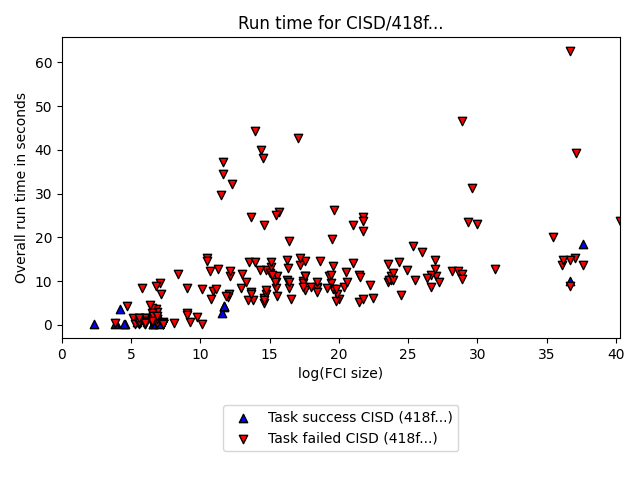 Run time for CISD/418f...
Overall run time in seconds
60
50
40
30
20
10
0
0 5 10 15 20 25 30 35 40
log(FCI size)
Task success CISD (418f...)
Task failed CISD (418f...)